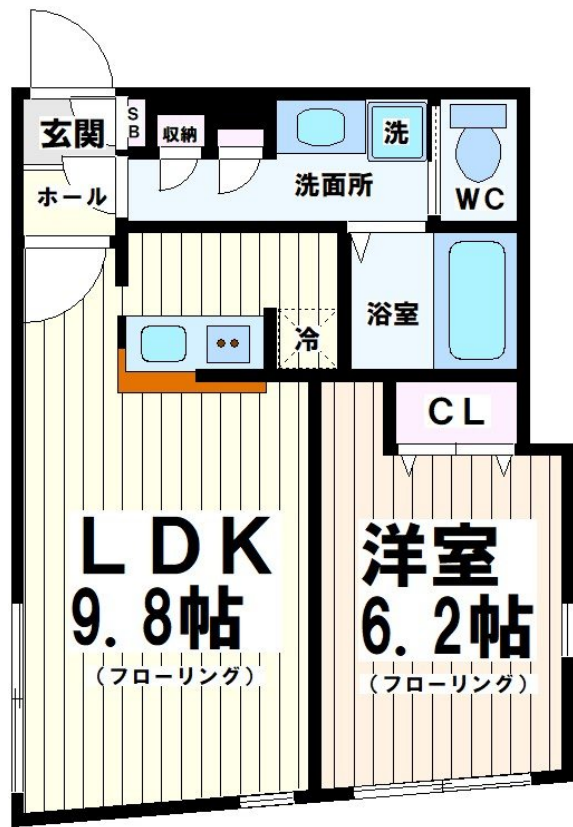 玄関
SB
収納
洗
ホール
洗面所
WC
浴室
冷
CL
LDK
9.8帖
(フローリング)
洋室
6.2帖
(フローリング)